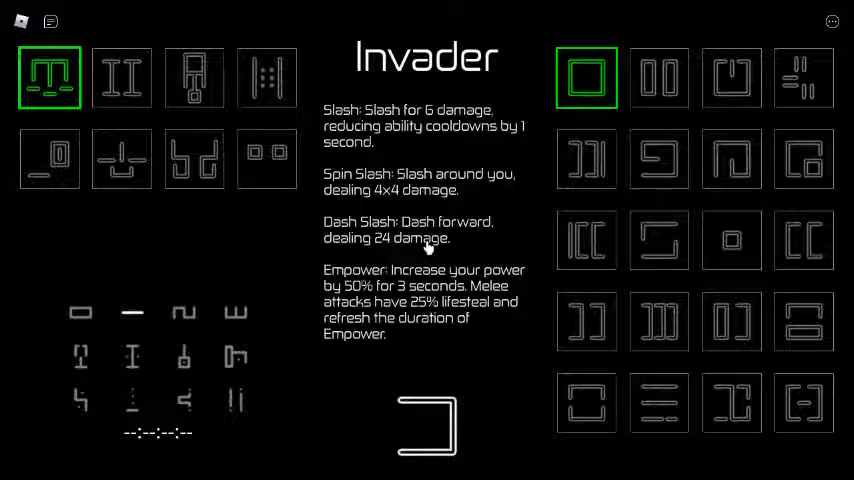 Invader
Slash: Slash for 6 damage,
reducing ability cooldowns by 1
second.
Spin Slash: Slash around you,
dealing 4x4 damage.
Dash Slash: Dash forward,
dealing 24 damage.
Empower: Increase your power
by 50% for 3 seconds. Melee
attacks have 25% lifesteal and
refresh the duration of
Empower.
--:--:--:--